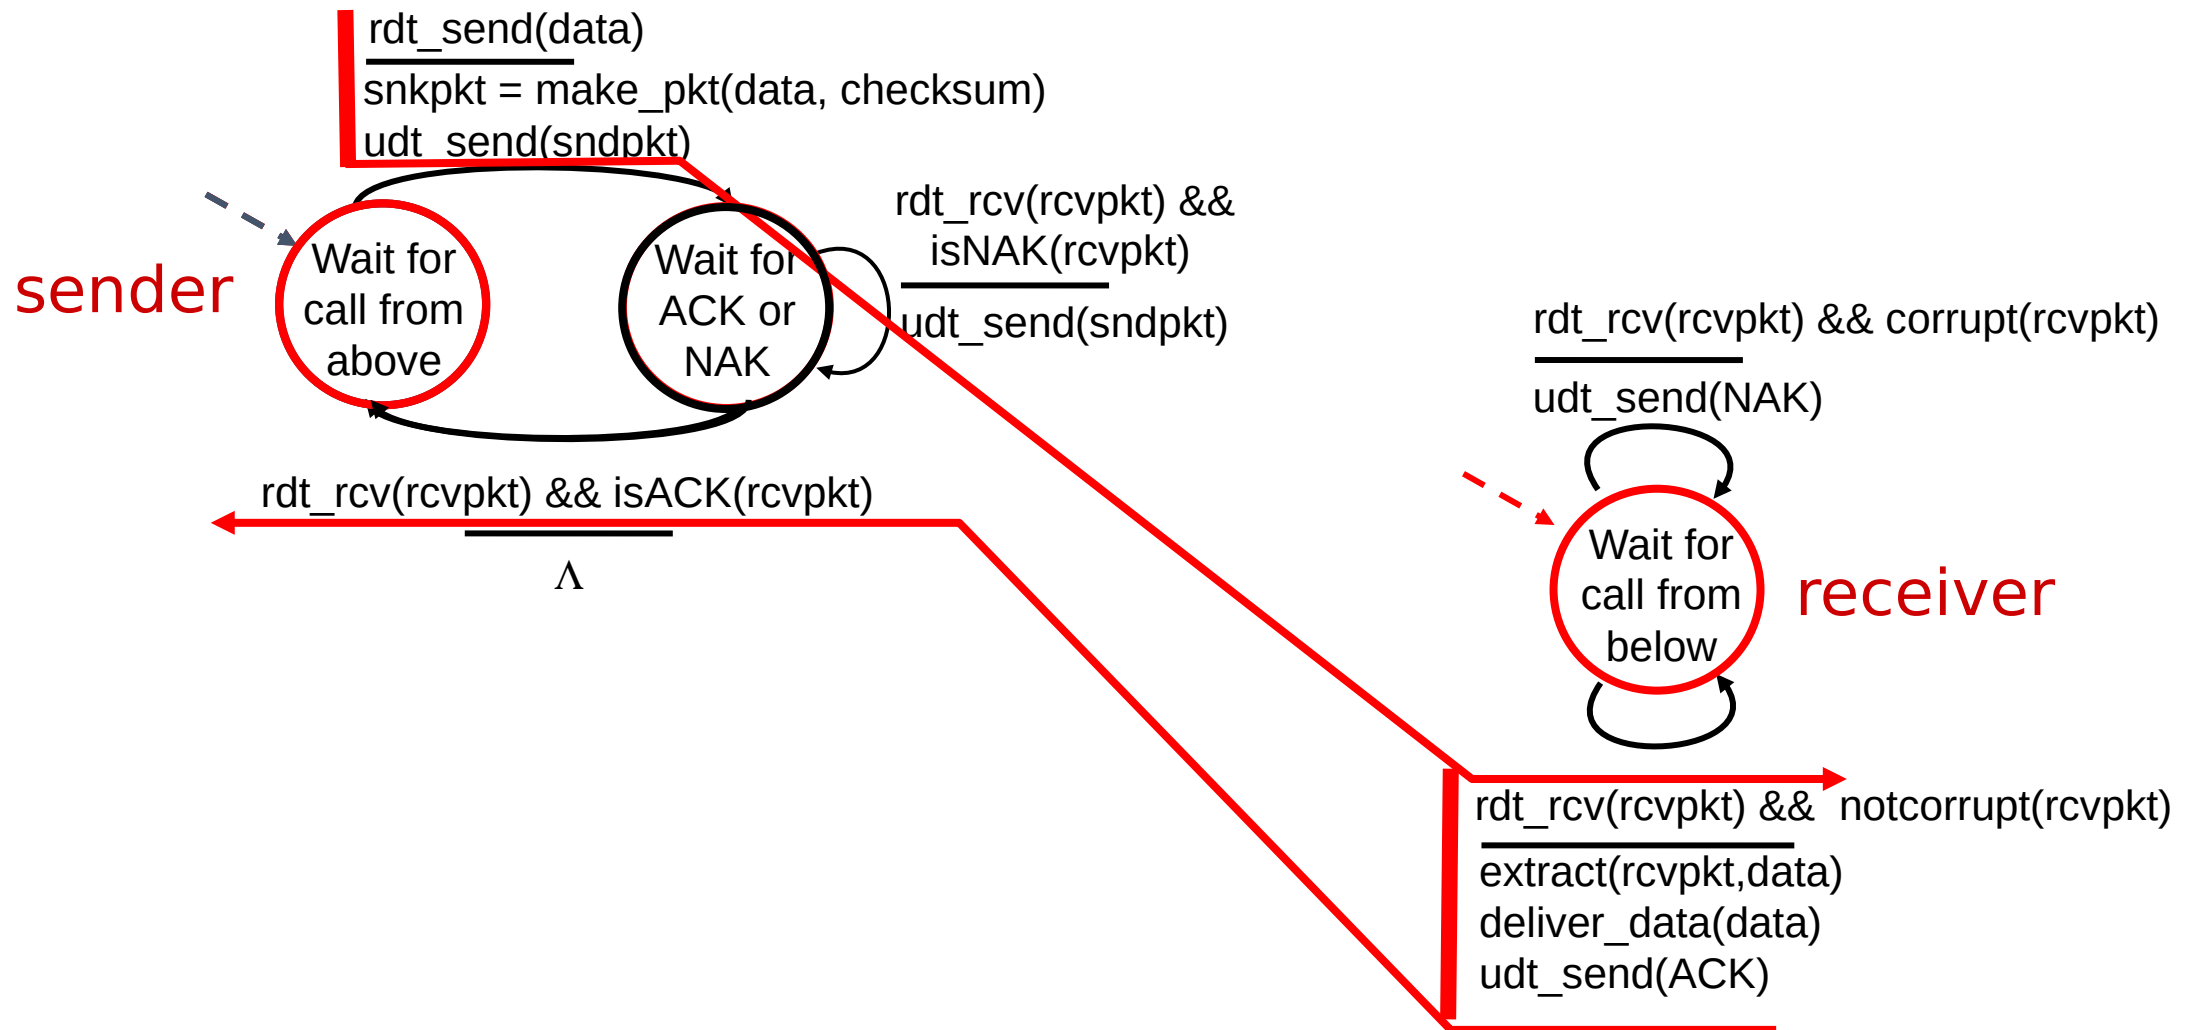 rdt_send(data)
snkpkt = make_pkt(data, checksum)
udt_send(sndpkt)
sender
Wait for
call from
above
Wait for
ACK or
NAK
rdt_rcv(rcvpkt) &&
isNAK(rcvpkt)
udt_send(sndpkt)
rdt_rcv(rcvpkt) && isACK(rcvpkt)
Λ
rdt_rcv(rcvpkt) && corrupt(rcvpkt)
udt_send(NAK)
Wait for
call from
below
receiver
rdt_rcv(rcvpkt) && notcorrupt(rcvpkt)
extract(rcvpkt,data)
deliver_data(data)
udt_send(ACK)